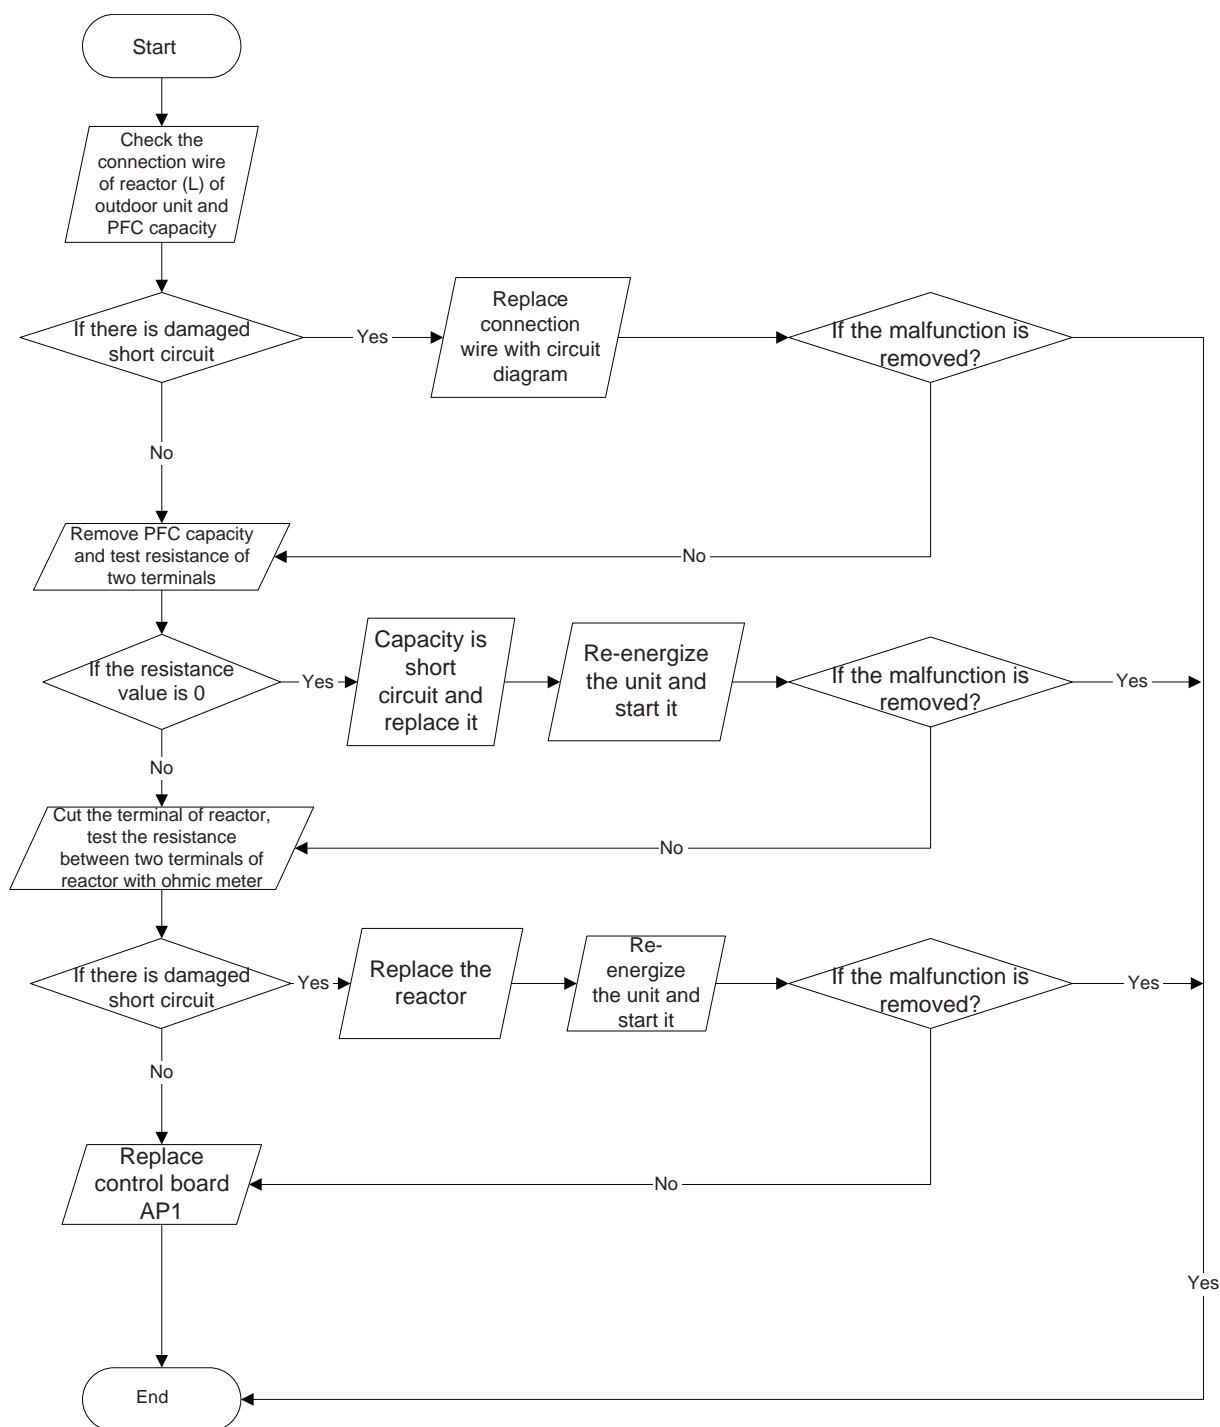 Start
Check the
connection wire
of reactor (L) of
outdoor unit and
PFC capacity
If there is damaged
short circuit
Yes
Replace
connection
wire with circuit
diagram
If the malfunction is
removed?
No
Remove PFC capacity
and test resistance of
two terminals
No
If the resistance
value is 0
Yes
Capacity is
short
circuit and
replace it
Re-energize
the unit and
start it
If the malfunction is
removed?
Yes
No
Cut the terminal of reactor,
test the resistance
between two terminals of
reactor with ohmic meter
No
If there is damaged
short circuit
Yes
Replace the
reactor
Re-
energize
the unit and
start it
If the malfunction is
removed?
Yes
No
Replace
control board
AP1
No
Yes
End